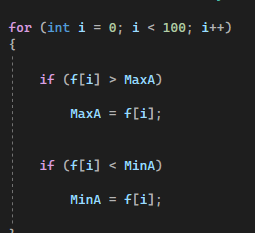 for (int i = 0; i < 100; i++)
{
if (f[i] > MaxA)
MaxA = f[i];
if (f[i] < MinA)
MinA = f[i];
}